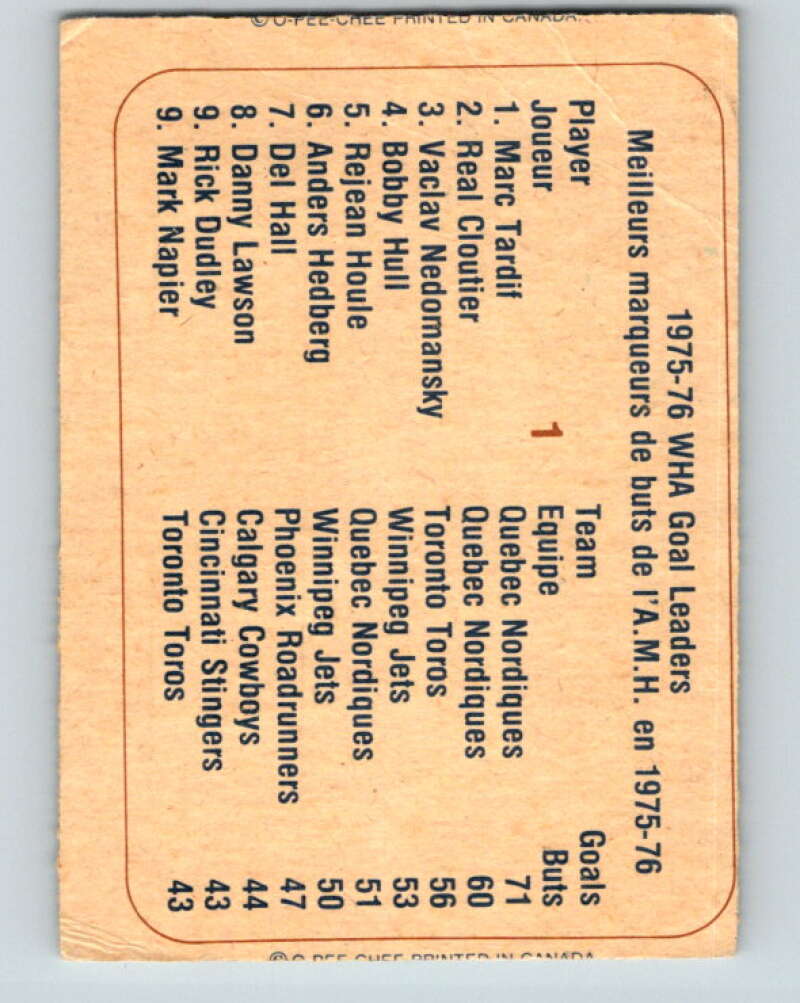 © O-PEE-CHEE PRINTED IN CANADA.
1975-76 WHA Goal Leaders
Meilleurs marqueurs de buts de l'A.M.H. en 1975-76
Player Team Goals
Joueur 1 Equipe Buts
1. Marc Tardif Quebec Nordiques 71
2. Real Cloutier Quebec Nordiques 60
3. Vaclav Nedomansky Toronto Toros 56
4. Bobby Hull Winnipeg Jets 53
5. Rejean Houle Quebec Nordiques 51
6. Anders Hedberg Winnipeg Jets 50
7. Del Hall Phoenix Roadrunners 47
8. Danny Lawson Calgary Cowboys 44
9. Rick Dudley Cincinnati Stingers 43
9. Mark Napier Toronto Toros 43
© O-PEE-CHEE PRINTED IN CANADA